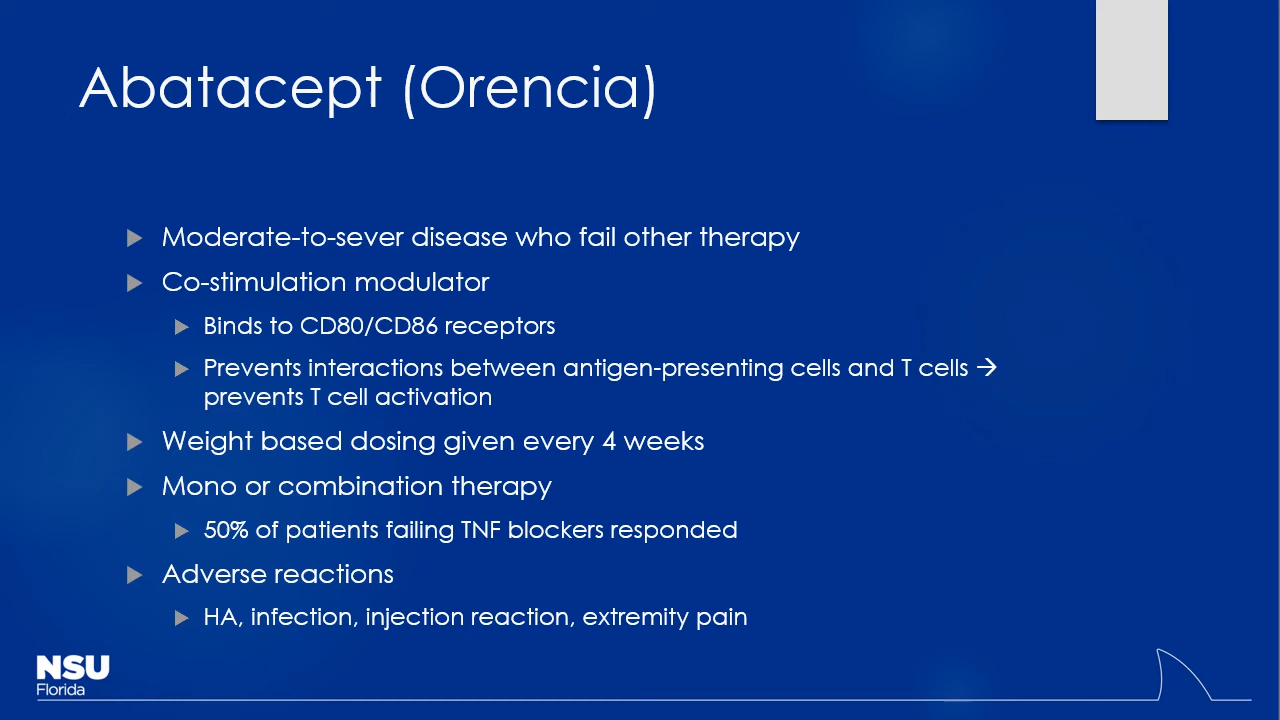 Abatacept (Orencia)
Moderate-to-sever disease who fail other therapy
Co-stimulation modulator
Binds to CD80/CD86 receptors
Prevents interactions between antigen-presenting cells and T cells →
prevents T cell activation
Weight based dosing given every 4 weeks
Mono or combination therapy
50% of patients failing TNF blockers responded
Adverse reactions
HA, infection, injection reaction, extremity pain
NSU
Florida